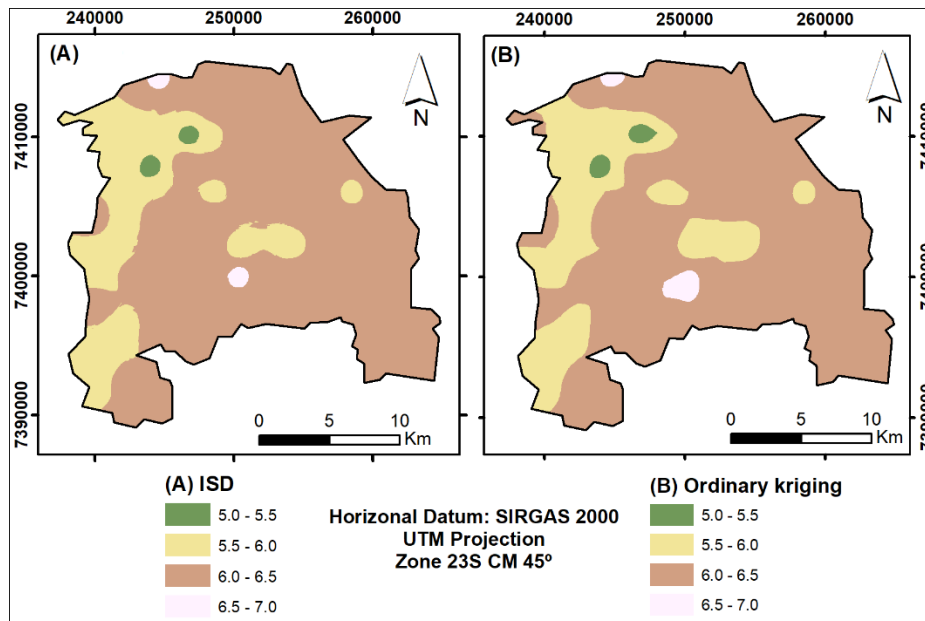 240000 250000 260000
240000 250000 260000
(A)
N
7410000
7400000
7390000
0 5 10
Km
(B)
N
7410000
7400000
7390000
0 5 10
Km
(A) ISD
5.0 - 5.5
5.5 - 6.0
6.0 - 6.5
6.5 - 7.0
Horizonal Datum: SIRGAS 2000
UTM Projection
Zone 23S CM 45º
(B) Ordinary kriging
5.0 - 5.5
5.5 - 6.0
6.0 - 6.5
6.5 - 7.0